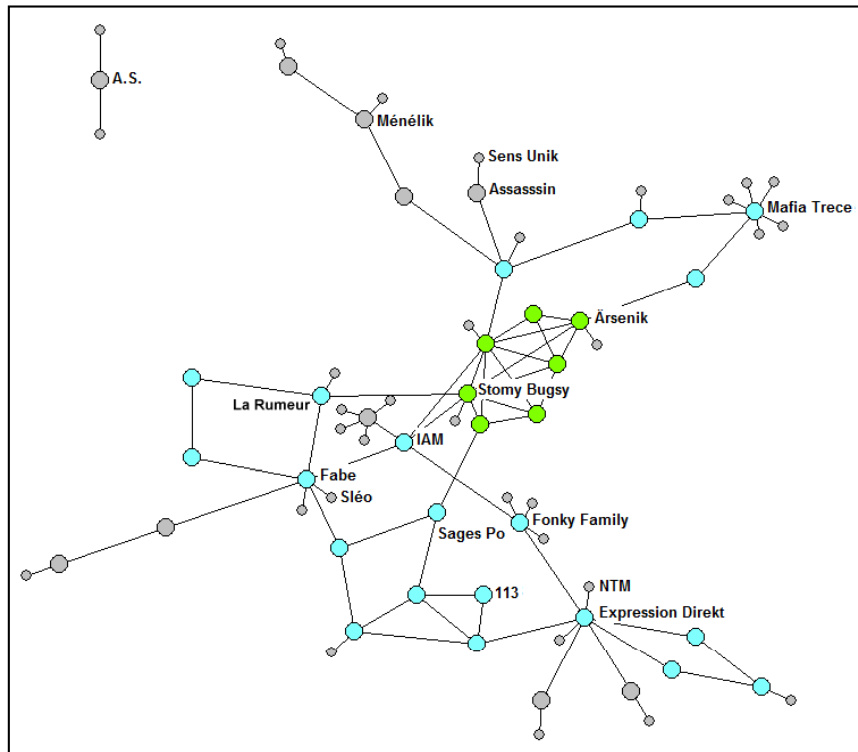 A.S.
Ménélik
Sens Unik
Assasssin
Mafia Trece
Ärsenik
Stomy Bugsy
La Rumeur
IAM
Fabe
Sléo
Fonky Family
Sages Po
NTM
113
Expression Direkt